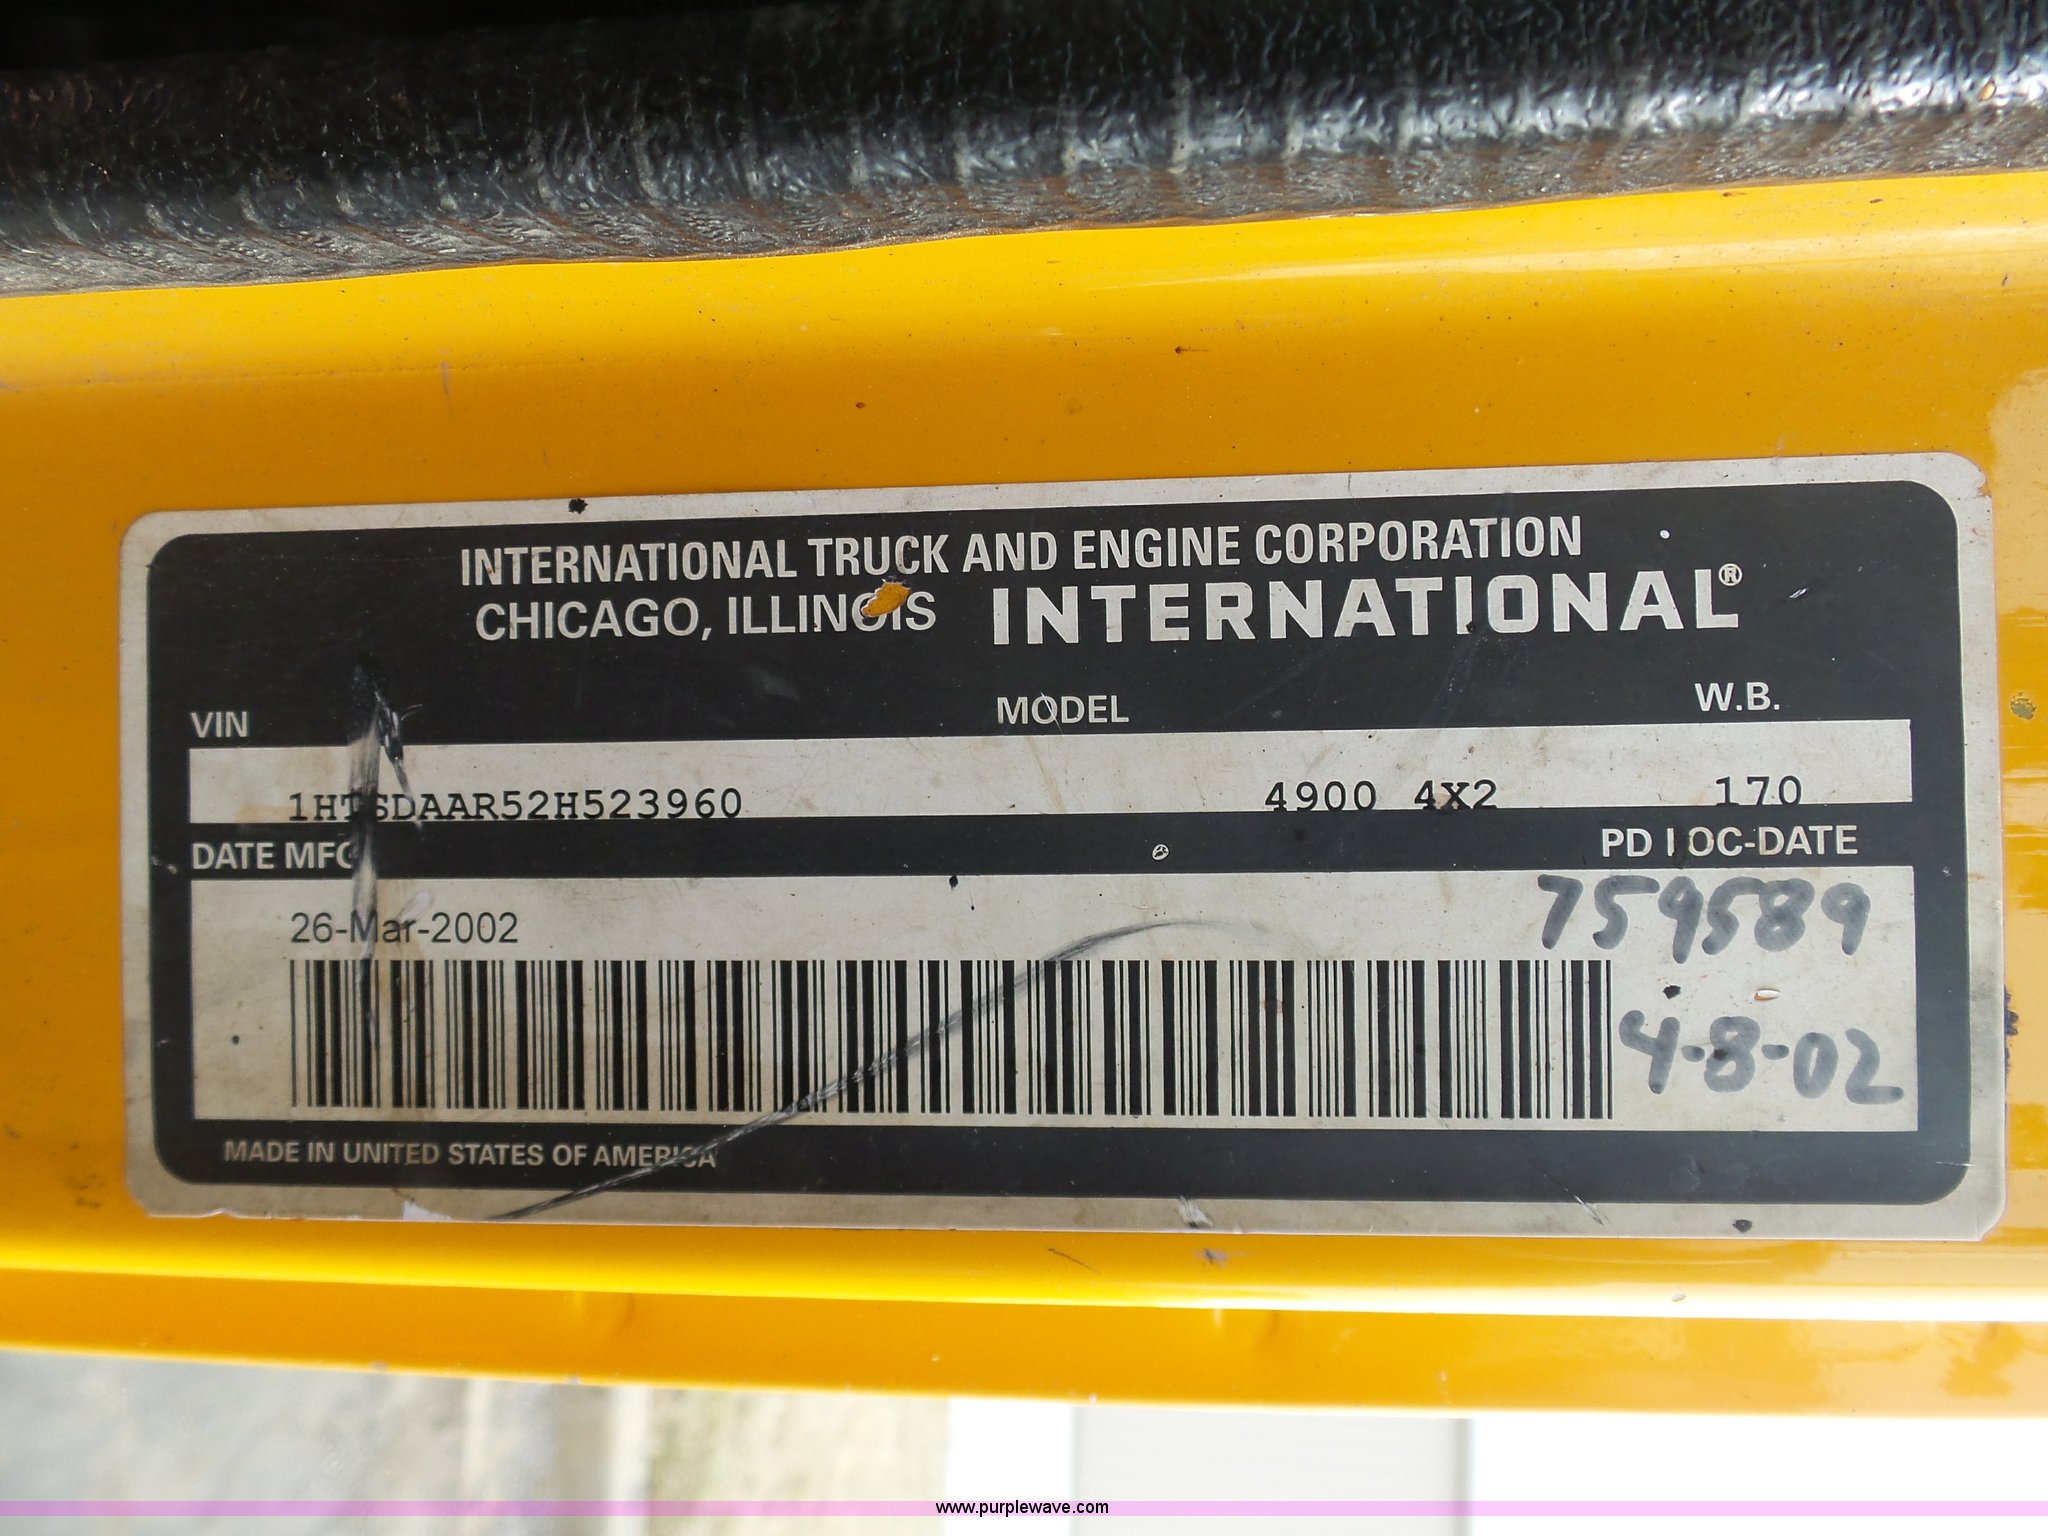 INTERNATIONAL TRUCK AND ENGINE CORPORATION
CHICAGO, ILLINOIS INTERNATIONAL®
VIN MODEL W.B.
1HTSDAAR52H523960 4900 4X2 170
DATE MFG PD LOC-DATE
26-Mar-2002 759589
4-8-02
MADE IN UNITED STATES OF AMERICA
www.purplewave.com